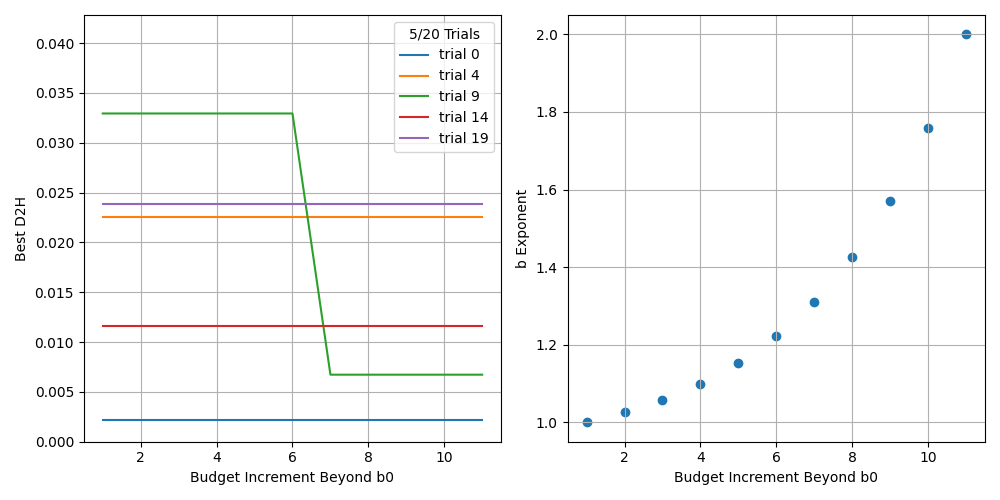 5/20 Trials
trial 0
trial 4
trial 9
trial 14
trial 19
Best D2H
0.040
0.035
0.030
0.025
0.020
0.015
0.010
0.005
0.000
2 4 6 8 10
Budget Increment Beyond b0
b Exponent
2.0
1.8
1.6
1.4
1.2
1.0
2 4 6 8 10
Budget Increment Beyond b0